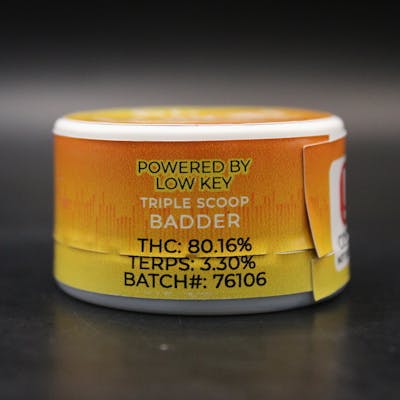 POWERED BY
LOW KEY
TRIPLE SCOOP
BADDER
THC: 80.16%
TERPS: 3.30%
BATCH#: 76106